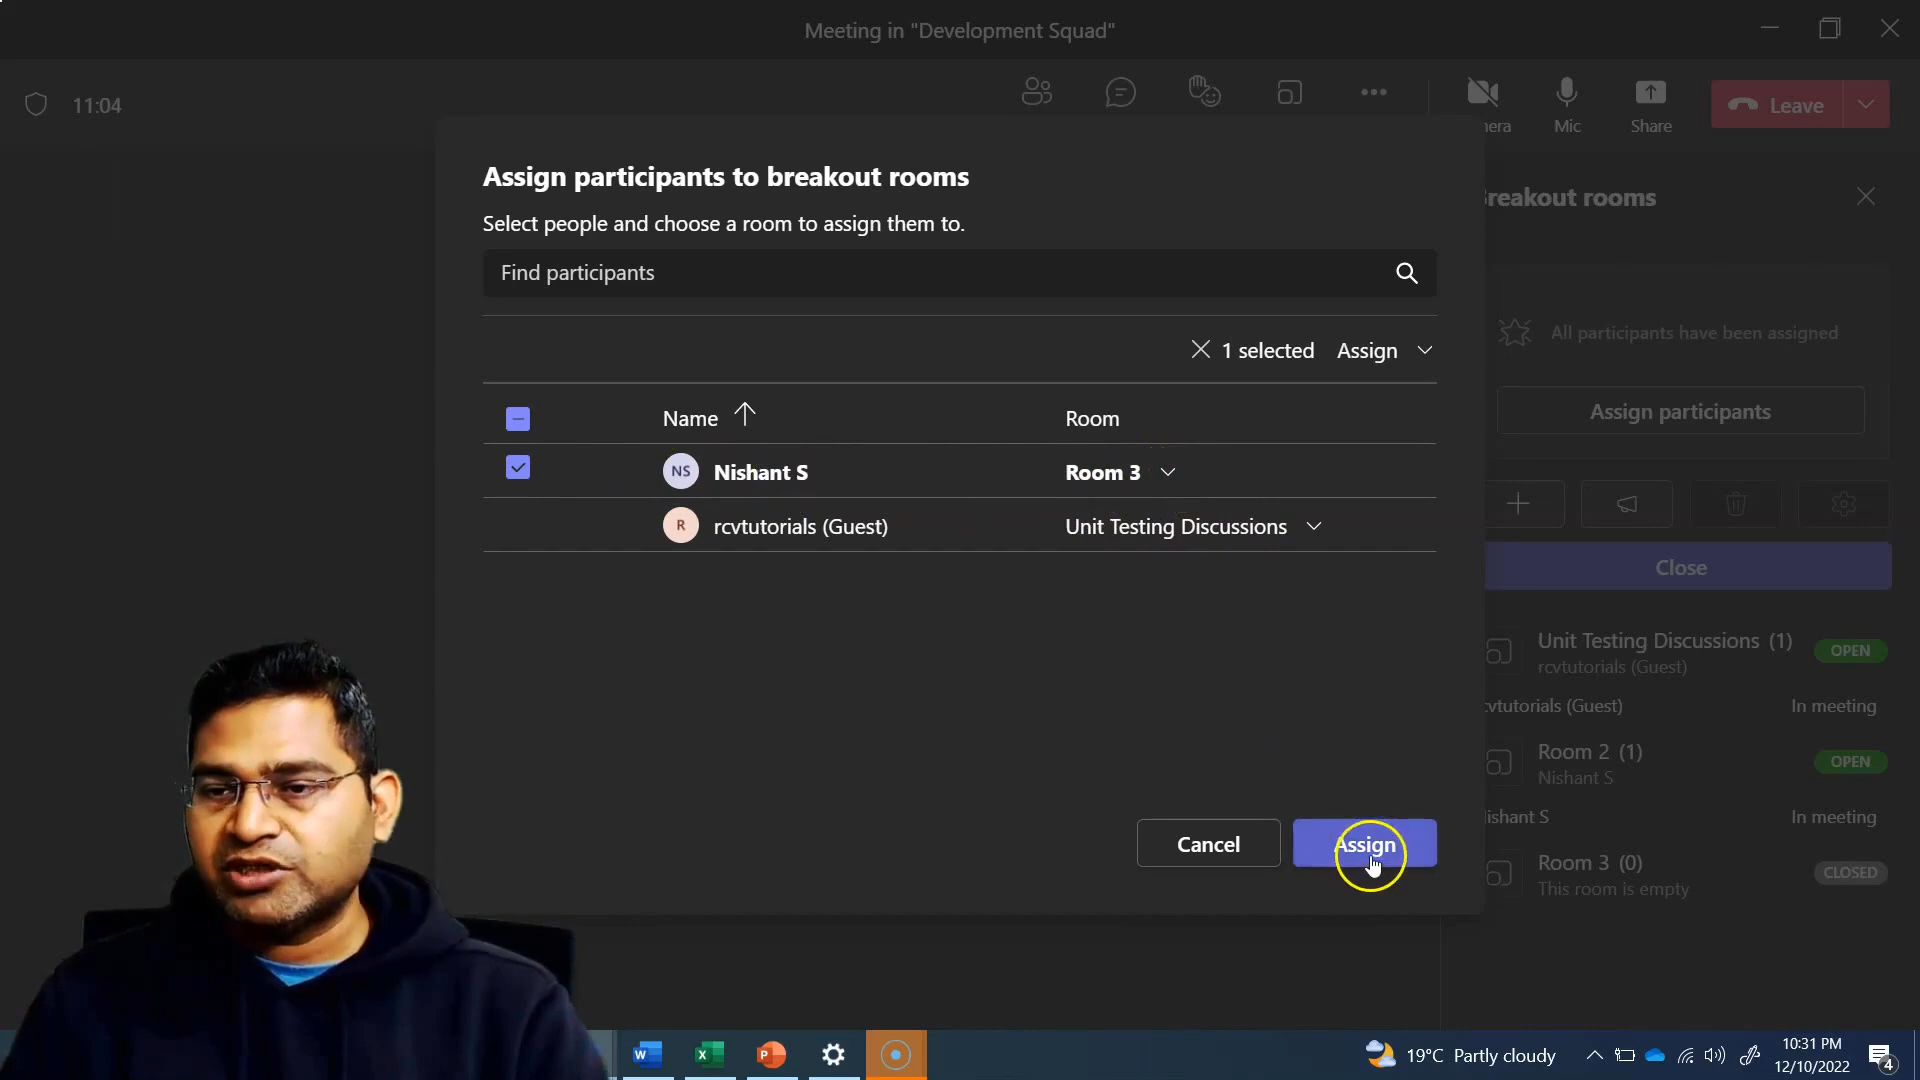 Meeting in "Development Squad"
11:04
era
Mic
Share
Leave
Assign participants to breakout rooms
Select people and choose a room to assign them to.
Find participants
1 selected Assign
Name Room
NS Nishant S Room 3
R rcvtutorials (Guest) Unit Testing Discussions
Cancel Assign
reakout rooms
All participants have been assigned
Assign participants
Close
Unit Testing Discussions (1) OPEN
rcvtutorials (Guest)
cvtutorials (Guest) In meeting
Room 2 (1) OPEN
Nishant S
ishant S In meeting
Room 3 (0) CLOSED
This room is empty
W X P 19°C Partly cloudy
10:31 PM
12/10/2022
4